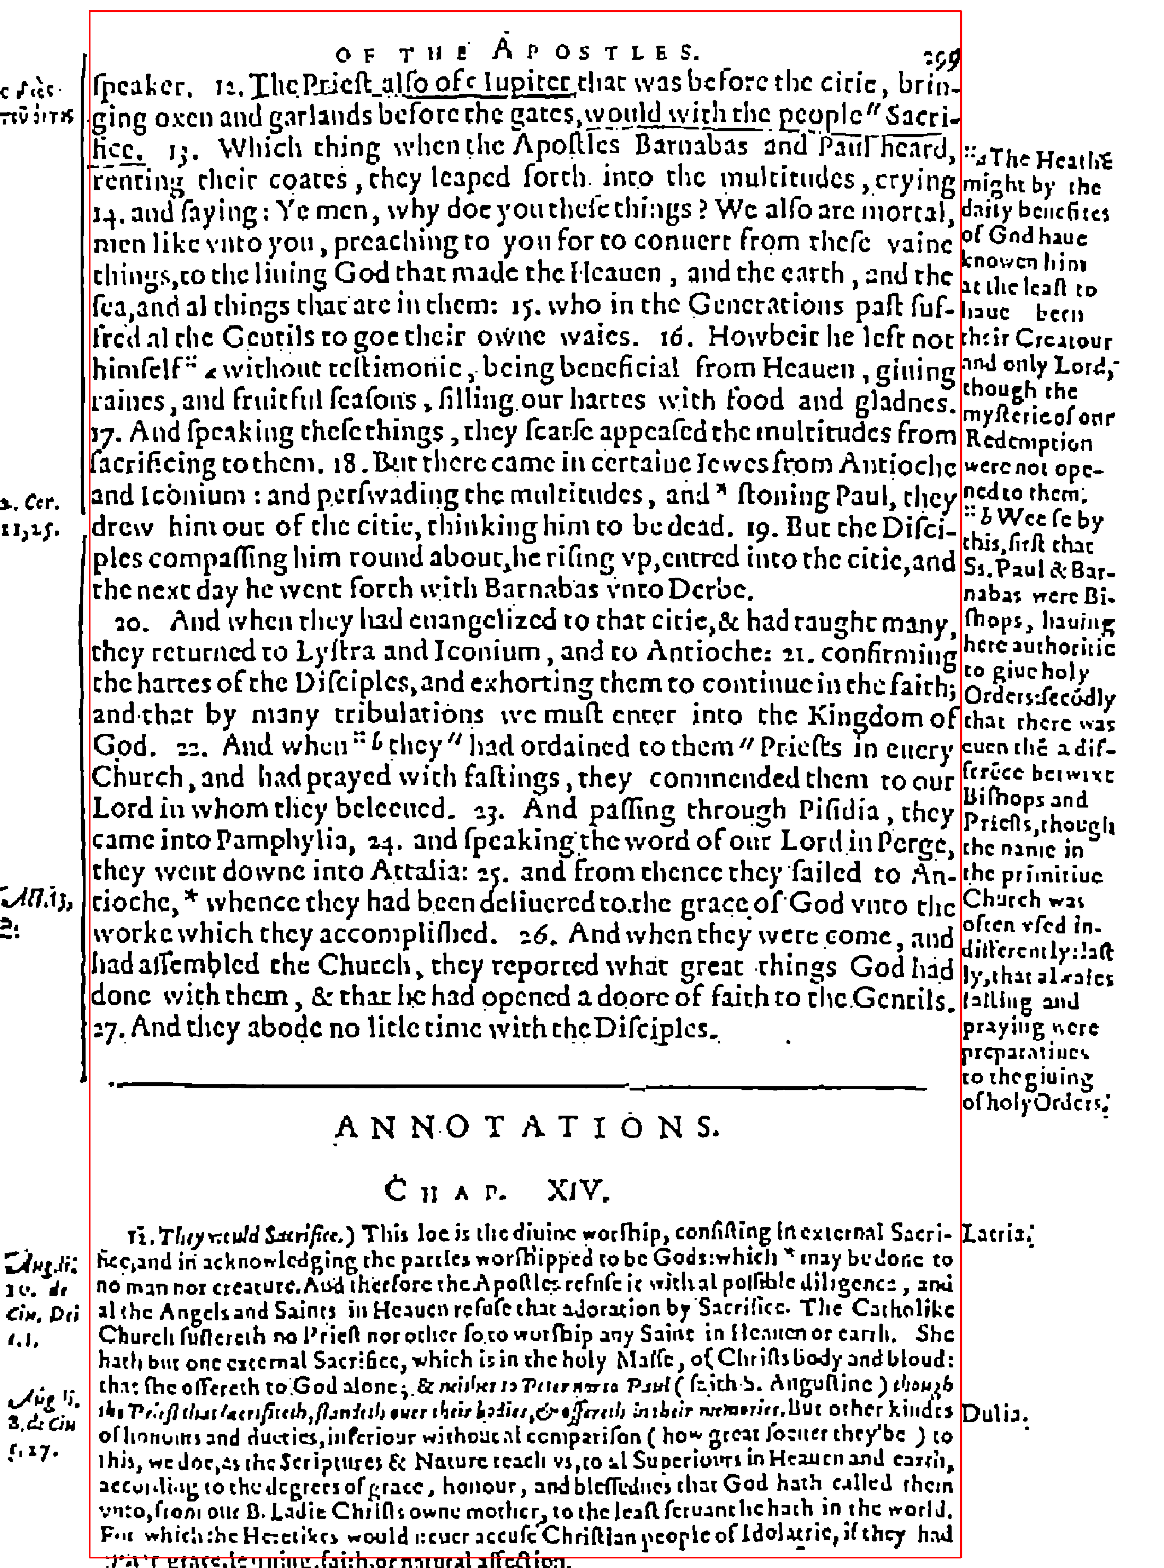 OF THE APOSTLES. 299
ſpeaker. 12. The Prieſt alſo of Iupiter that was before the citie, brin-
ging oxen and garlands before the gates, would with the people" Sacri-
fice. 13. Which thing when the Apoſtles Barnabas and Paul heard,
renting their coates, they leaped forth into the multitudes, crying
14. and ſaying: Ye men, why doe you theſe things? We alſo are mortal,
men like vnto you, preaching to you for to conuert from theſe vaine
things, to the liuing God that made the Heauen, and the earth, and the
ſea, and al things that are in them: 15. who in the Generations paſt ſuf-
fred al the Gentils to goe their owne waies. 16. Howbeit he left not
himſelf :: a without teſtimonie, being beneficial from Heauen, giuing
raines, and fruitful ſeaſons, filling our hartes with food and gladnes.
17. And ſpeaking theſe things, they ſcarſe appeaſed the multitudes from
ſacrificing to them. 18. But there came in certaine Iewes from Antioche
and Iconium: and perſwading the multitudes, and * ſtoning Paul, they
drew him out of the citie, thinking him to be dead. 19. But the Diſci-
ples compaſſing him round about, he riſing vp, entred into the citie, and
the next day he went forth with Barnabas vnto Derbe.
20. And when they had euangelized to that citie, & had taught many,
they returned to Lyſtra and Iconium, and to Antioche: 21. confirming
the hartes of the Diſciples, and exhorting them to continue in the faith;
and that by many tribulations we muſt enter into the Kingdom of
God. 22. And when :: b they " had ordained to them " Prieſts in euery
Church, and had prayed with faſtings, they commended them to our
Lord in whom they beleeued. 23. And paſſing through Piſidia, they
came into Pamphylia, 24. and ſpeaking the word of our Lord in Perge,
they went downe into Attalia: 25. and from thence they ſailed to An-
tioche, * whence they had been deliuered to the grace of God vnto the
worke which they accompliſhed. 26. And when they were come, and
had aſſembled the Church, they reported what great things God had
done with them, & that he had opened a doore of faith to the Gentils.
27. And they abode no litle time with the Diſciples.
2. Cor.
11, 25.
Act. 13,
2.
:: a The Heathē
might by the
daily benefites
of God haue
knowen him
at the leaſt to
haue been
their Creatour
and only Lord,
though the
myſterie of our
Redemption
were not ope-
ned to them.
:: b Wee ſe by
this, firſt that
SS. Paul & Bar-
nabas were Bi-
ſhops, hauing
here authoritie
to giue holy
Orders: ſecōdly
that there was
euen thē a dif-
ferēce betwixt
Biſhops and
Prieſts, though
the name in
the primitiue
Church was
often vſed in-
differently: laſt
ly, that alwaies
faſting and
praying were
preparatiues
to the giuing
of holy Orders.
ANNOTATIONS.
CHAP. XIV.
12. They would Sacrifice.) This loe is the diuine worſhip, conſiſting in external Sacri-
fice, and in acknowledging the parties worſhipped to be Gods: which * may be done to
no man nor creature. And therfore the Apoſtles refuſe it with al poſſible diligence, and
al the Angels and Saints in Heauen refuſe that adoration by Sacrifice. The Catholike
Church ſuffereth no Prieſt nor other ſo to worſhip any Saint in Heauen or earth. She
hath but one external Sacrifice, which is in the holy Maſſe, of Chriſts body and bloud:
that ſhe offereth to God alone; & neither to Peter nor to Paul (ſaith S. Auguſtine) though
the Prieſt that ſacrificeth, ſtandeth ouer their bodies, & offereth in their memories. But other kindes
of honours and dueties, inferiour without al compariſon (how great ſoeuer they be) to
this, we doe, as the Scriptures & Nature teach vs, to al Superiours in Heauen and earth,
according to the degrees of grace, honour, and bleſſednes that God hath called them
vnto, from our B. Ladie Chriſts owne mother, to the leaſt ſeruant he hath in the world.
For which the Heretikes would neuer accuſe Chriſtian people of Idolatrie, if they had
grace, learning, faith, or natural affection.
Latria.
Dulia.
Aug. li.
10. de
Ciu. Dei
c. 1.
Aug. li.
8. de Ciu
c. 27.